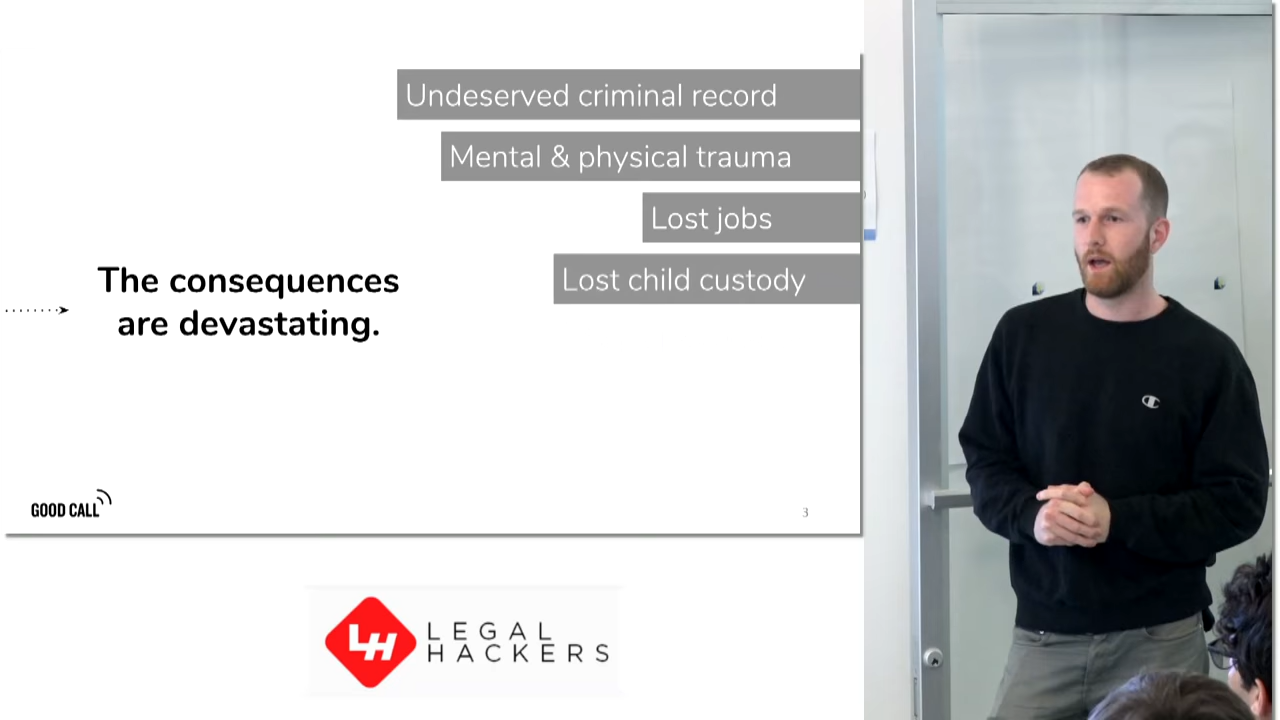 Undeserved criminal record
Mental & physical trauma
Lost jobs
Lost child custody
The consequences
are devastating.
GOOD CALL
3
LH
LEGAL
HACKERS